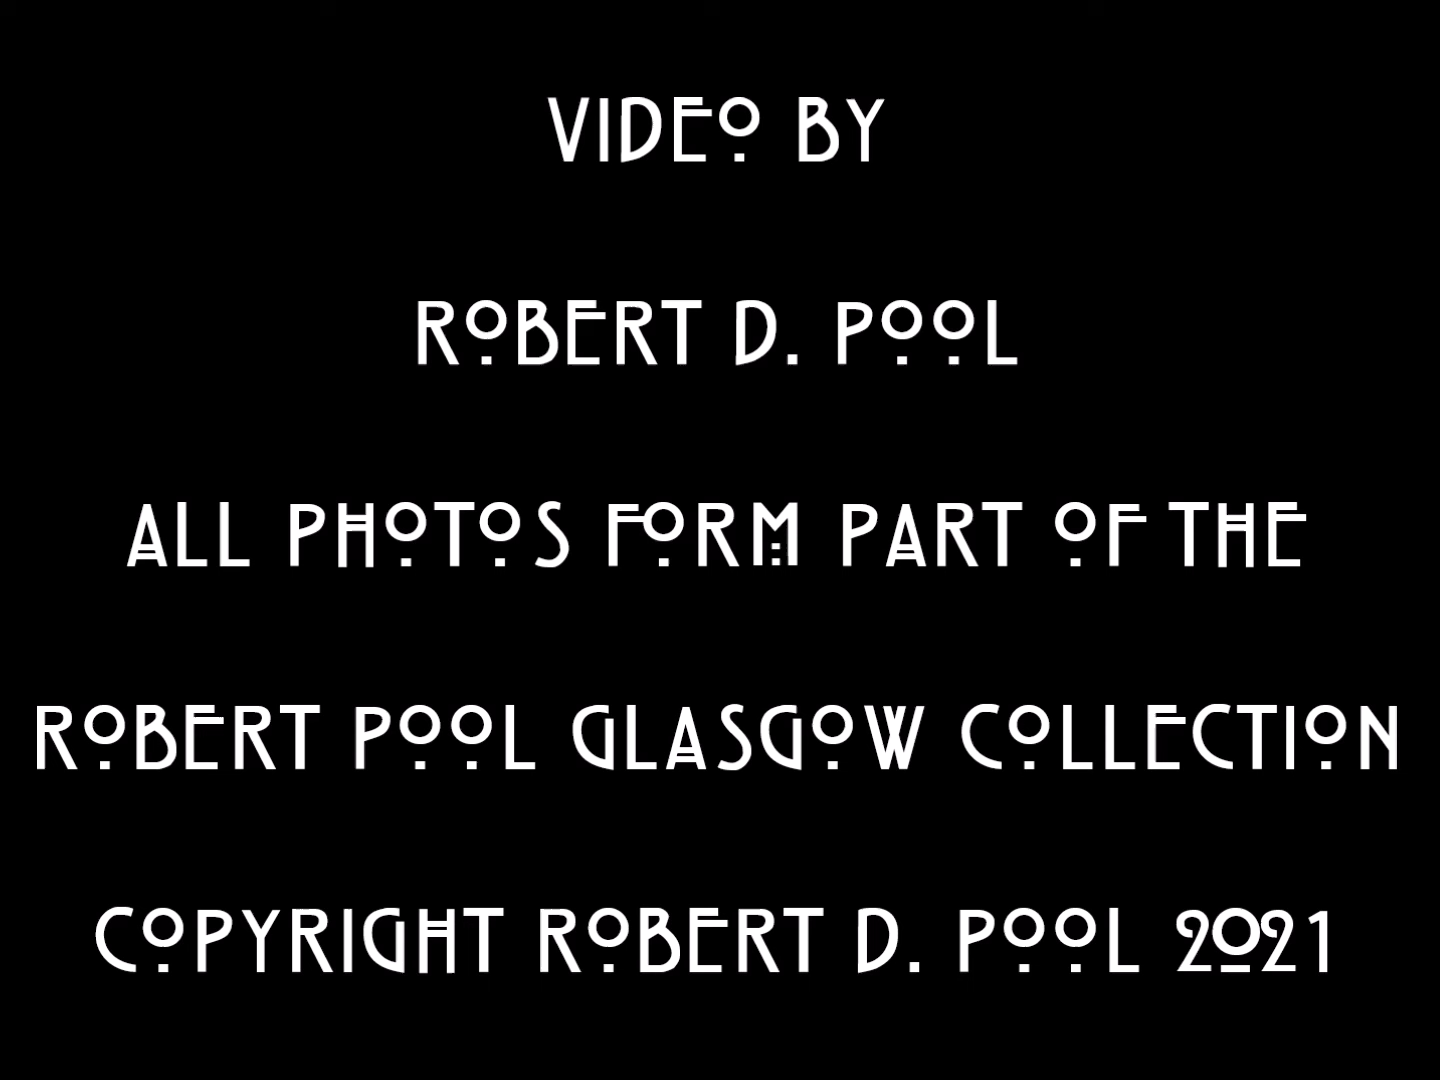 VIDEO BY
ROBERT D. POOL
ALL PHOTOS FORM PART OF THE
ROBERT POOL GLASGOW COLLECTION
COPYRIGHT ROBERT D. POOL 2021